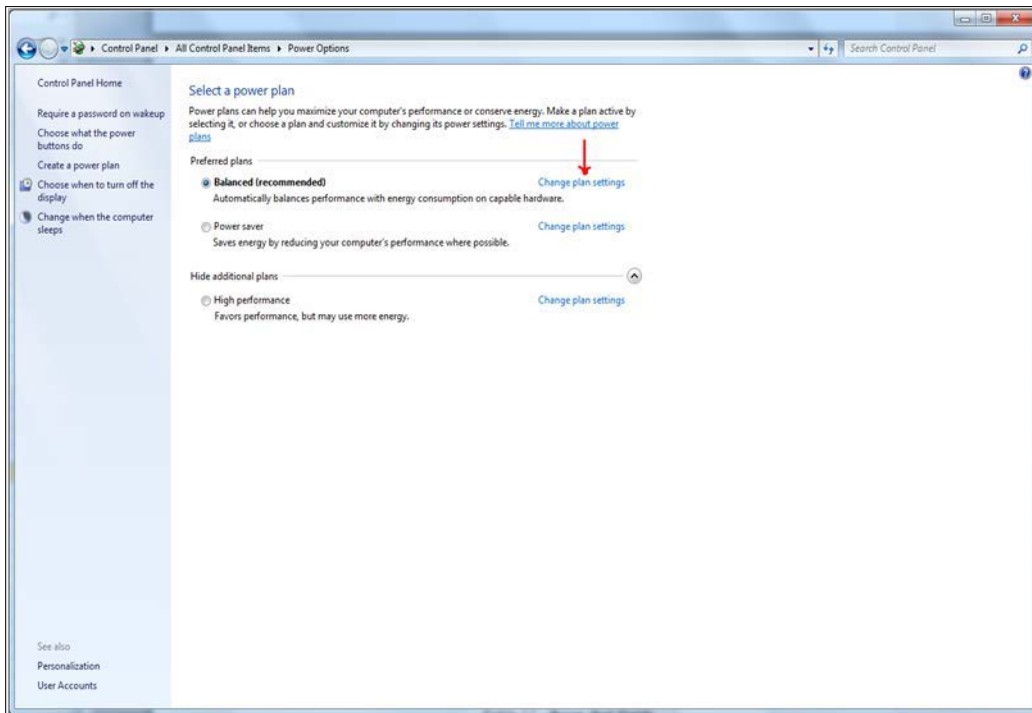 Control Panel
All Control Panel Items
Power Options
Search Control Panel
Control Panel Home
Require a password on wakeup
Choose what the power
buttons do
Create a power plan
Choose when to turn off the
display
Change when the computer
sleeps
See also
Personalization
User Accounts
Select a power plan
Power plans can help you maximize your computer's performance or conserve energy. Make a plan active by
selecting it, or choose a plan and customize it by changing its power settings. Tell me more about power
plans
Preferred plans
Balanced (recommended) Change plan settings
Automatically balances performance with energy consumption on capable hardware.
Power saver Change plan settings
Saves energy by reducing your computer's performance where possible.
Hide additional plans
High performance Change plan settings
Favors performance, but may use more energy.